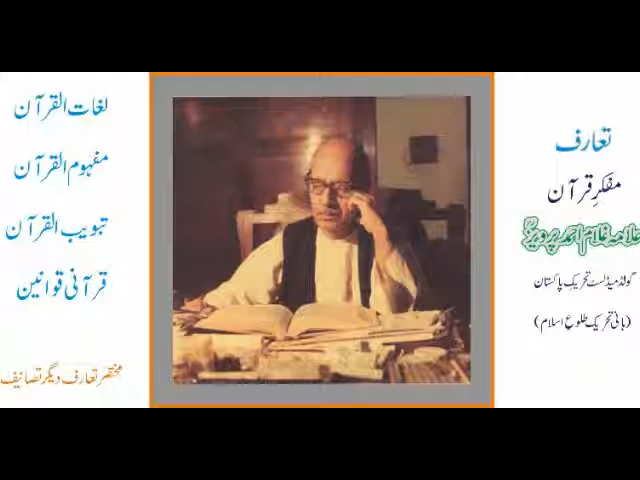 تعارف
مفکرِ قرآن
علامہ غلام احمد پرویزؒ
گولڈ میڈلسٹ تحریکِ پاکستان
(بانی تحریک طلوعِ اسلام)
لغات القرآن
مفہوم القرآن
تبویب القرآن
قرآنی قوانین
مختصر تعارف دیگر تصانیف